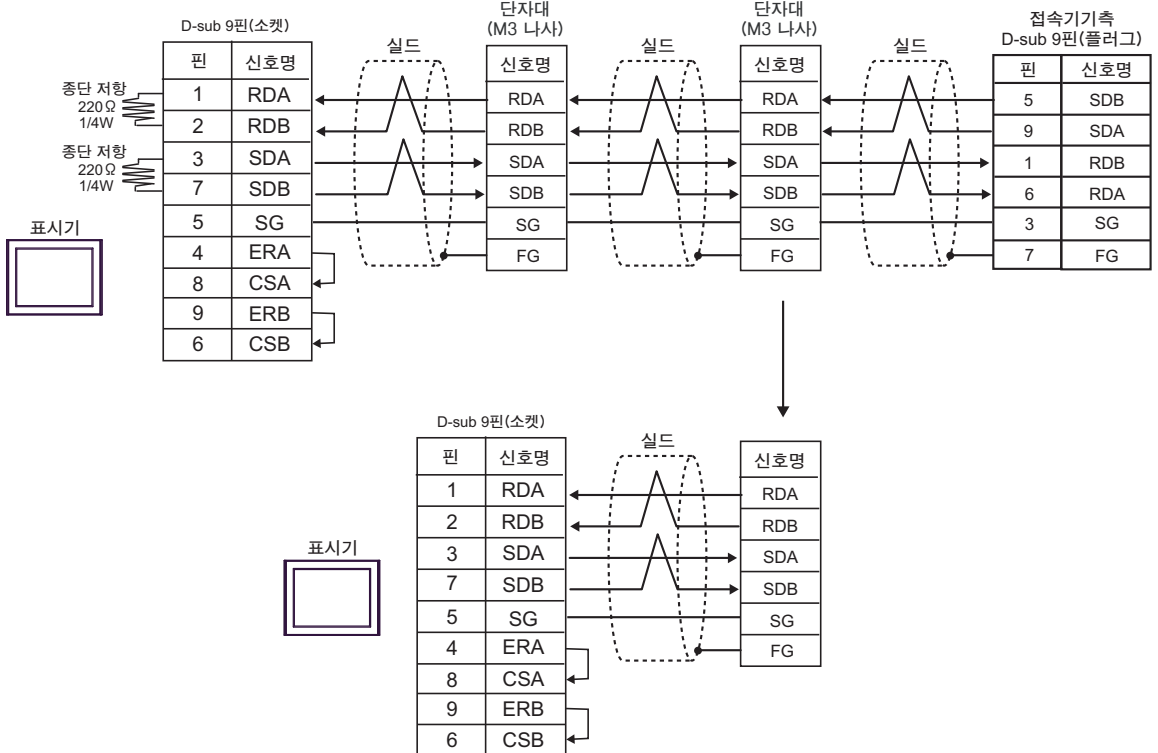 단자대
(M3 나사)
단자대
(M3 나사)
접속기기측
D-sub 9핀(플러그)
D-sub 9핀(소켓)
실드
실드
실드
핀 신호명
신호명
신호명
핀 신호명
종단 저항
220Ω
1/4W
1 RDA
RDA
RDA
5 SDB
2 RDB
RDB
RDB
9 SDA
종단 저항
220Ω
1/4W
3 SDA
SDA
SDA
1 RDB
7 SDB
SDB
SDB
6 RDA
5 SG
SG
SG
3 SG
표시기
4 ERA
FG
FG
7 FG
8 CSA
9 ERB
6 CSB
D-sub 9핀(소켓)
실드
핀 신호명
신호명
1 RDA
RDA
2 RDB
RDB
표시기
3 SDA
SDA
7 SDB
SDB
5 SG
SG
4 ERA
FG
8 CSA
9 ERB
6 CSB